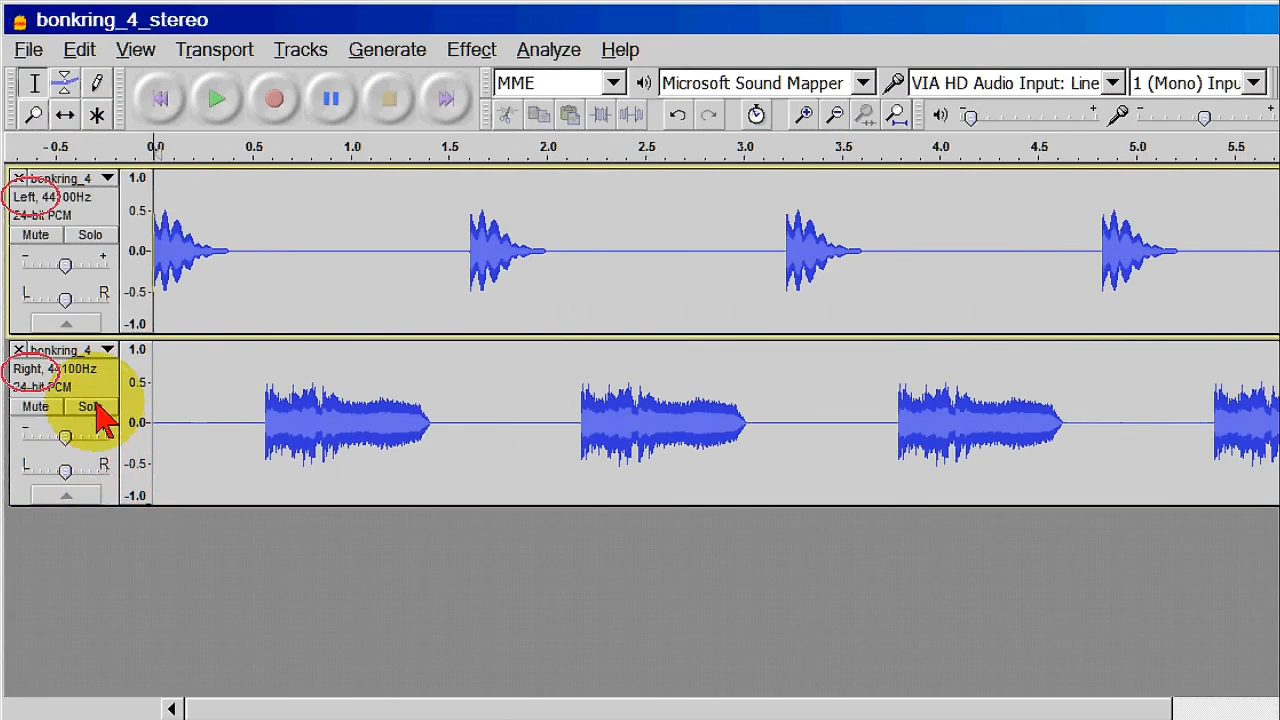 bonkring_4_stereo
File Edit View Transport Tracks Generate Effect Analyze Help
MME Microsoft Sound Mapper VIA HD Audio Input: Line 1 (Mono) Inpu
- + - +
-0.5 0.0 0.5 1.0 1.5 2.0 2.5 3.0 3.5 4.0 4.5 5.0 5.5
bonkring_4 1.0
Left, 44100Hz
24-bit PCM 0.5
Mute Solo
- + 0.0
L R -0.5
-1.0
bonkring_4 1.0
Right, 44100Hz
24-bit PCM 0.5
Mute Solo
- 0.0
L R -0.5
-1.0